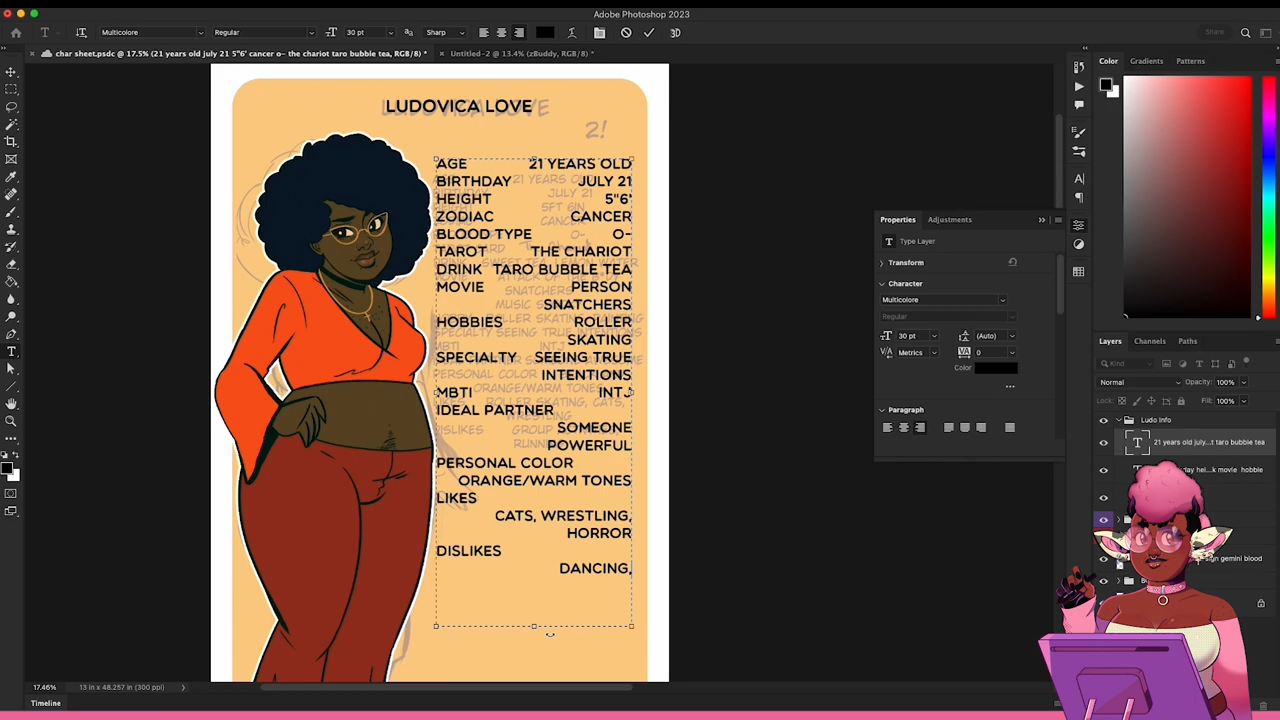 Adobe Photoshop 2023
Multicolore Regular 30 pt Sharp 3D Share
char sheet.psdc @ 17.5% (21 years old july 21 5"6' cancer o- the chariot taro bubble tea, RGB/8) * Untitled-2 @ 13.4% (zBuddy, RGB/8) *
LUDOVICA LOVE
2!
AGE 21 YEARS OLD
BIRTHDAY JULY 21
HEIGHT 5"6'
ZODIAC CANCER
BLOOD TYPE O-
TAROT THE CHARIOT
DRINK TARO BUBBLE TEA
MOVIE PERSON
SNATCHERS
HOBBIES ROLLER
SKATING
SPECIALTY SEEING TRUE
INTENTIONS
MBTI INTJ
IDEAL PARTNER
SOMEONE
POWERFUL
PERSONAL COLOR
ORANGE/WARM TONES
LIKES
CATS, WRESTLING,
HORROR
DISLIKES
DANCING,
Color Gradients Patterns
Properties Adjustments
Type Layer
Transform
Character
Multicolore
Regular
30 pt (Auto)
Metrics 0
Color
Paragraph
Layers Channels Paths
Kind
Normal Opacity: 100%
Lock: Fill: 100%
Ludo Info
21 years old july...t taro bubble tea
17.46% 13 in x 48.257 in (300 ppi)
Timeline